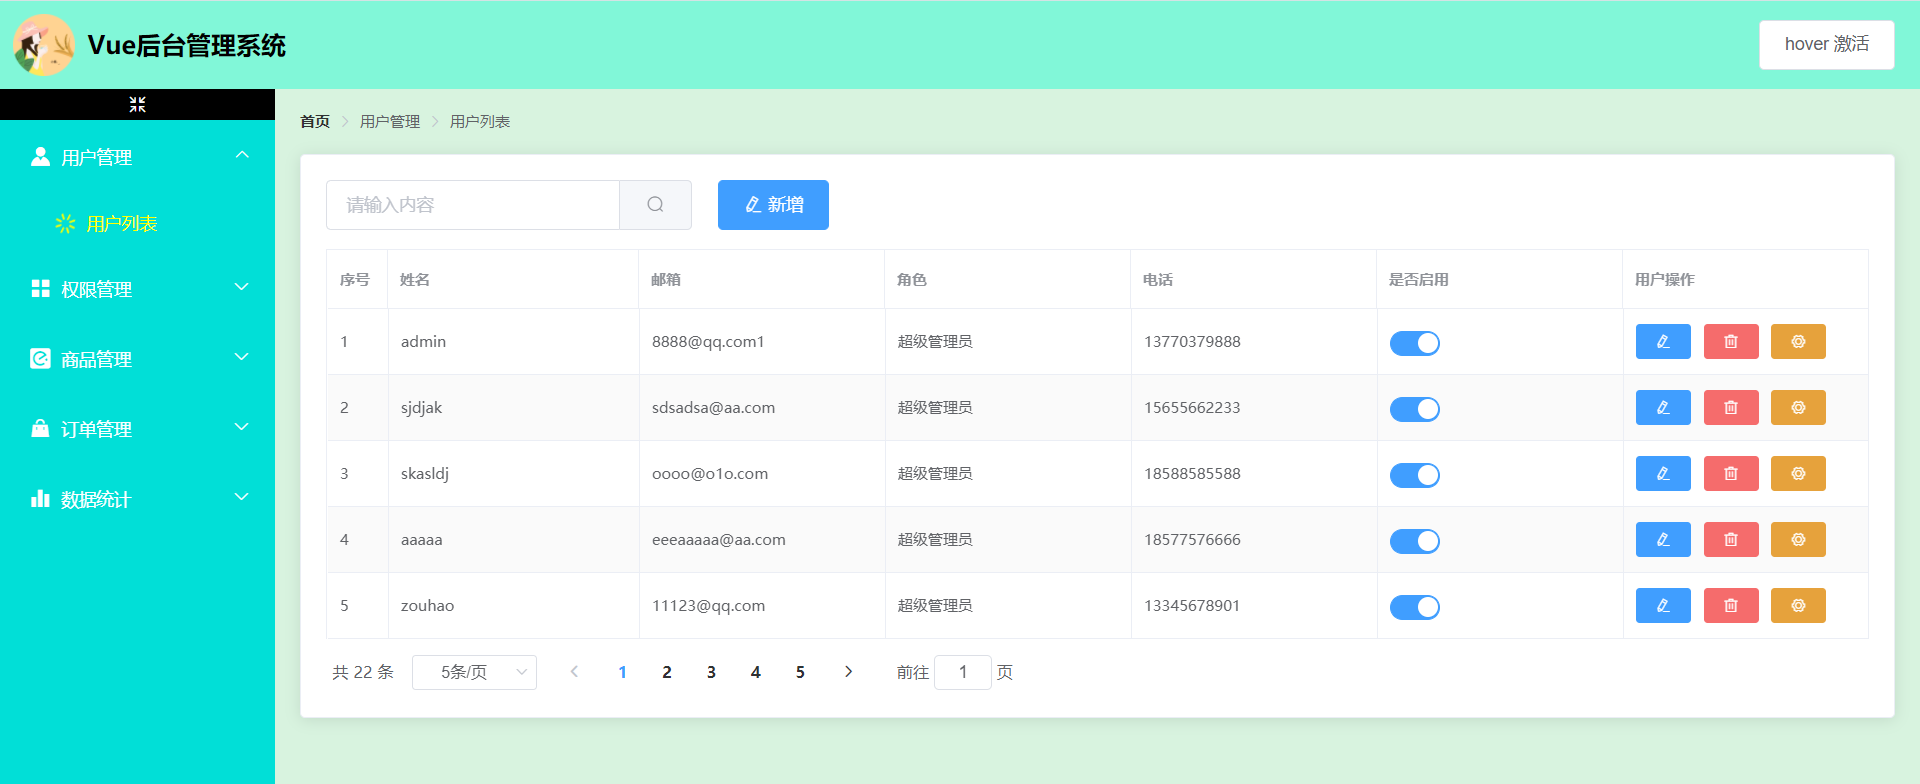 Vue后台管理系统
hover 激活
首页 用户管理 用户列表
用户管理
用户列表
权限管理
商品管理
订单管理
数据统计
请输入内容 新增
序号 姓名 邮箱 角色 电话 是否启用 用户操作
1 admin 8888@qq.com1 超级管理员 13770379888
2 sjdjak sdsadsa@aa.com 超级管理员 15655662233
3 skasldj oooo@o1o.com 超级管理员 18588585588
4 aaaaa eeeaaaaa@aa.com 超级管理员 18577576666
5 zouhao 11123@qq.com 超级管理员 13345678901
共 22 条 5条/页 1 2 3 4 5 前往 1 页